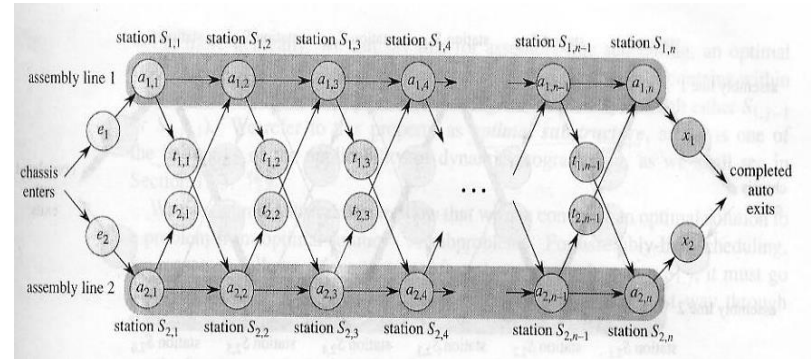 station S1,1 station S1,2 station S1,3 station S1,4 station S1,n–1 station S1,n
assembly line 1 a1,1 a1,2 a1,3 a1,4 a1,n–1 a1,n
e1 x1
t1,1 t1,2 t1,3 t1,n–1
chassis enters
... completed auto exits
t2,1 t2,2 t2,3 t2,n–1
e2 x2
assembly line 2 a2,1 a2,2 a2,3 a2,4 a2,n–1 a2,n
station S2,1 station S2,2 station S2,3 station S2,4 station S2,n–1 station S2,n